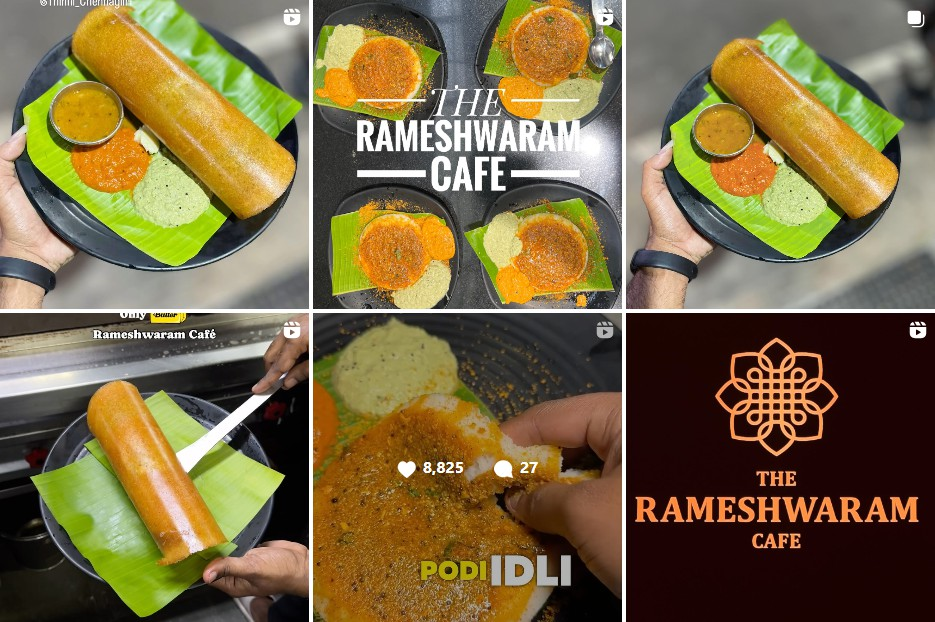 THE
RAMESHWARAM
CAFE
Only Butter
Rameshwaram Café
8,825 27
PODI IDLI
THE
RAMESHWARAM
CAFE